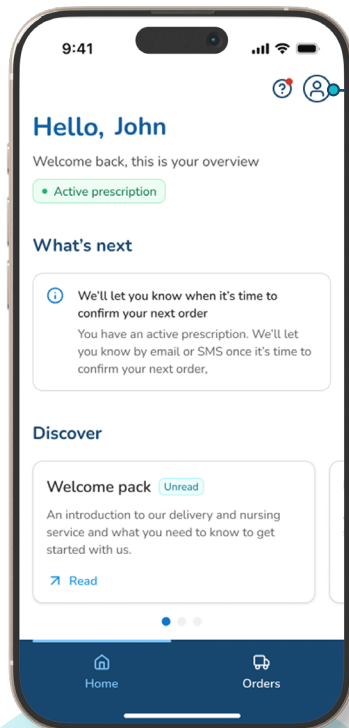 9:41
Hello, John
Welcome back, this is your overview
Active prescription
What's next
We'll let you know when it's time to
confirm your next order
You have an active prescription. We'll let
you know by email or SMS once it's time to
confirm your next order,
Discover
Welcome pack Unread
An introduction to our delivery and nursing
service and what you need to know to get
started with us.
Read
Home Orders